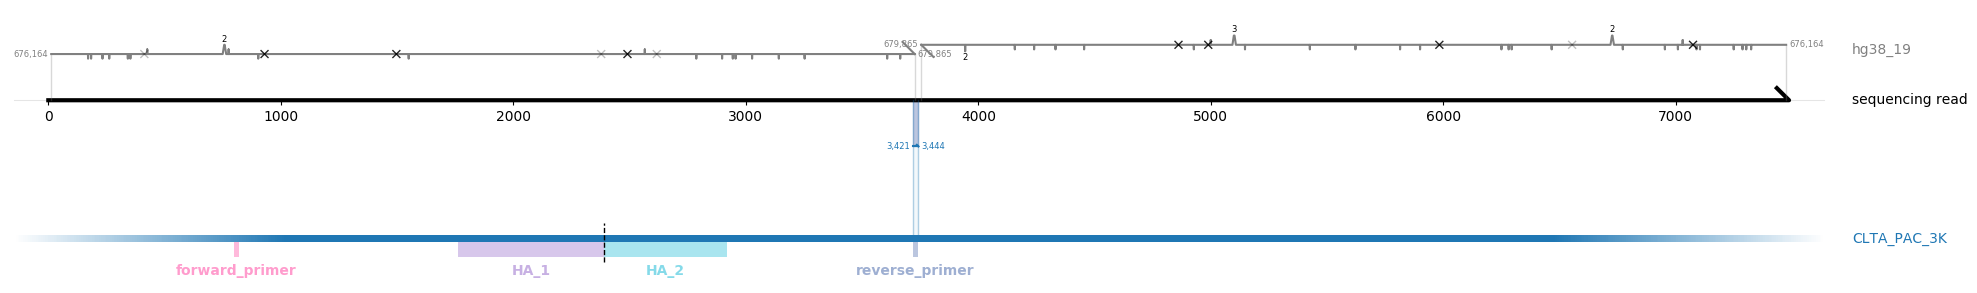 2
3
2
676,164
679,865
679,865
676,164
hg38_19
2
sequencing read
0
1000
2000
3000
4000
5000
6000
7000
3,421
3,444
CLTA_PAC_3K
forward_primer
HA_1
HA_2
reverse_primer